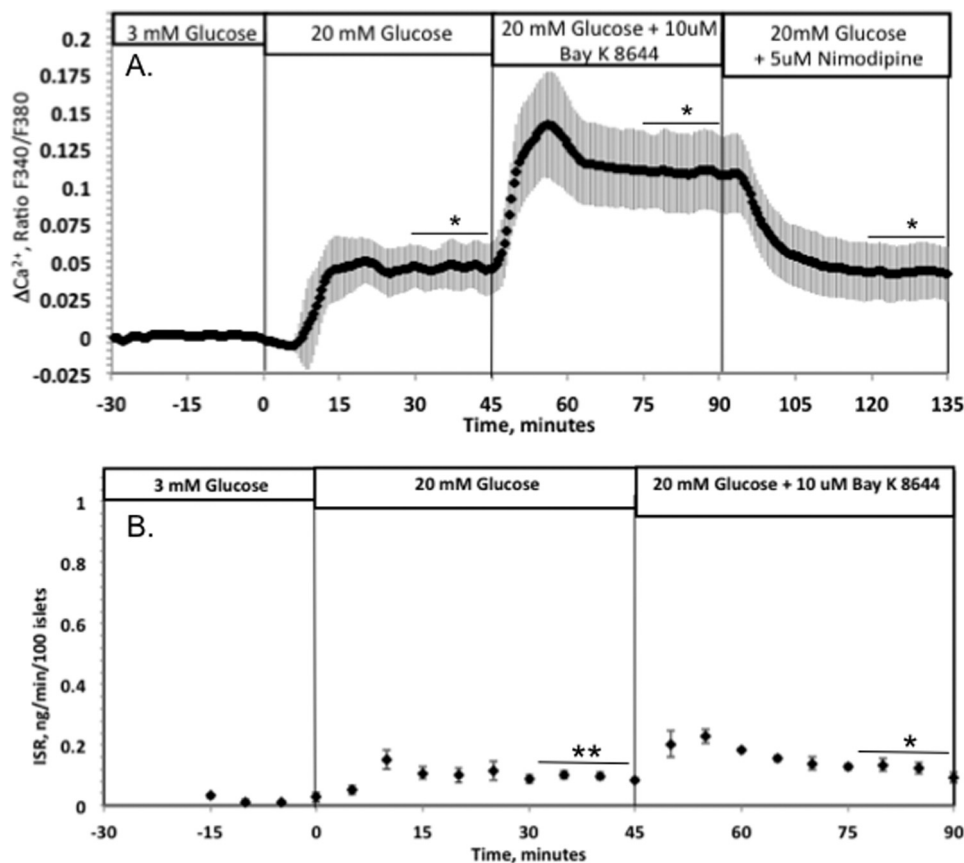 3 mM Glucose
20 mM Glucose
20 mM Glucose + 10uM
Bay K 8644
20mM Glucose
+ 5uM Nimodipine
A.
ΔCa²⁺, Ratio F340/F380
0.2
0.175
0.15
0.125
0.1
0.075
0.05
0.025
0
-0.025
*
*
*
-30 -15 0 15 30 45 60 75 90 105 120 135
Time, minutes
3 mM Glucose
20 mM Glucose
20 mM Glucose + 10 uM Bay K 8644
B.
ISR, ng/min/100 islets
1
0.8
0.6
0.4
0.2
0
**
*
-30 -15 0 15 30 45 60 75 90
Time, minutes